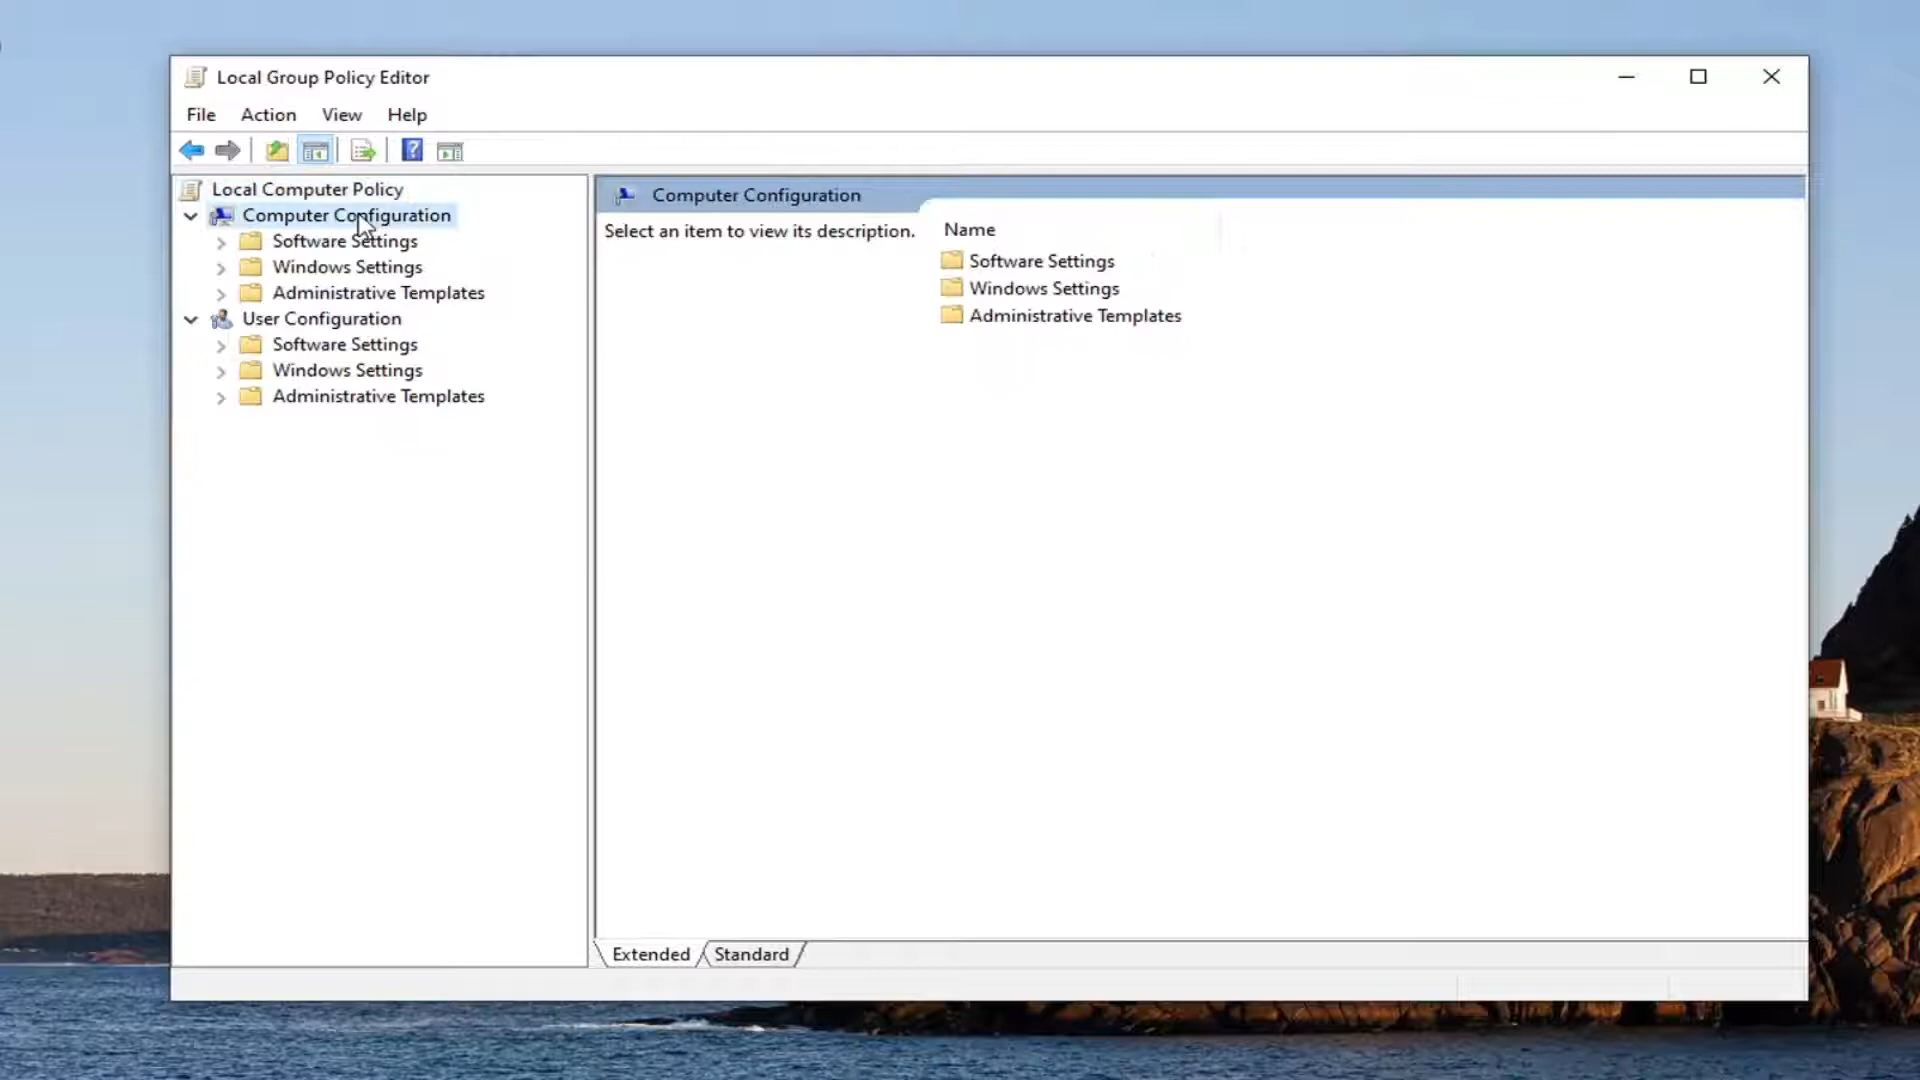 Local Group Policy Editor
File Action View Help
Local Computer Policy
Computer Configuration
Software Settings
Windows Settings
Administrative Templates
User Configuration
Software Settings
Windows Settings
Administrative Templates
Computer Configuration
Select an item to view its description.
Name
Software Settings
Windows Settings
Administrative Templates
Extended Standard